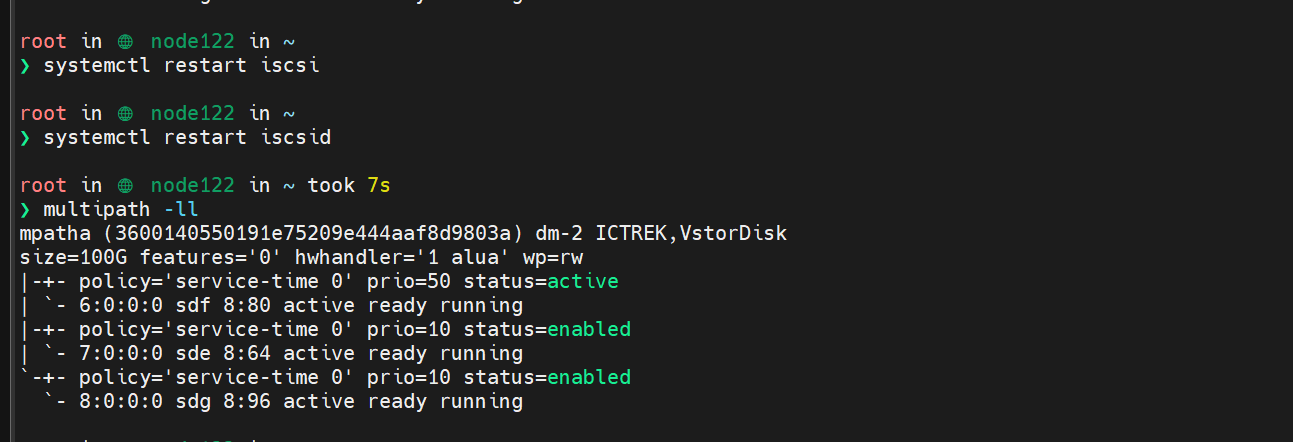 root in 🌐 node122 in ~
❯ systemctl restart iscsi
root in 🌐 node122 in ~
❯ systemctl restart iscsid
root in 🌐 node122 in ~ took 7s
❯ multipath -ll
mpatha (3600140550191e75209e444aaf8d9803a) dm-2 ICTREK,VstorDisk
size=100G features='0' hwhandler='1 alua' wp=rw
|-+- policy='service-time 0' prio=50 status=active
| `- 6:0:0:0 sdf 8:80 active ready running
|-+- policy='service-time 0' prio=10 status=enabled
| `- 7:0:0:0 sde 8:64 active ready running
`-+- policy='service-time 0' prio=10 status=enabled
  `- 8:0:0:0 sdg 8:96 active ready running